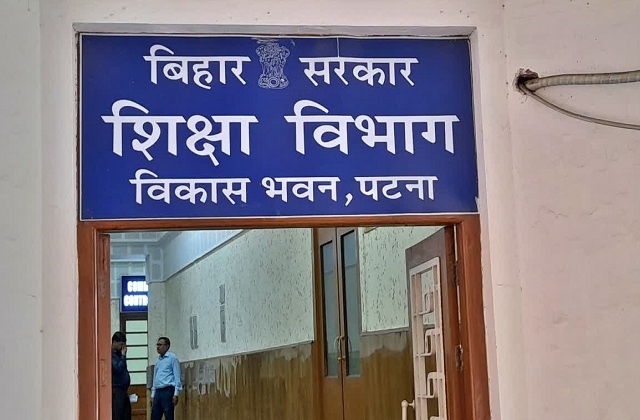 बिहार सरकार
शिक्षा विभाग
विकास भवन, पटना